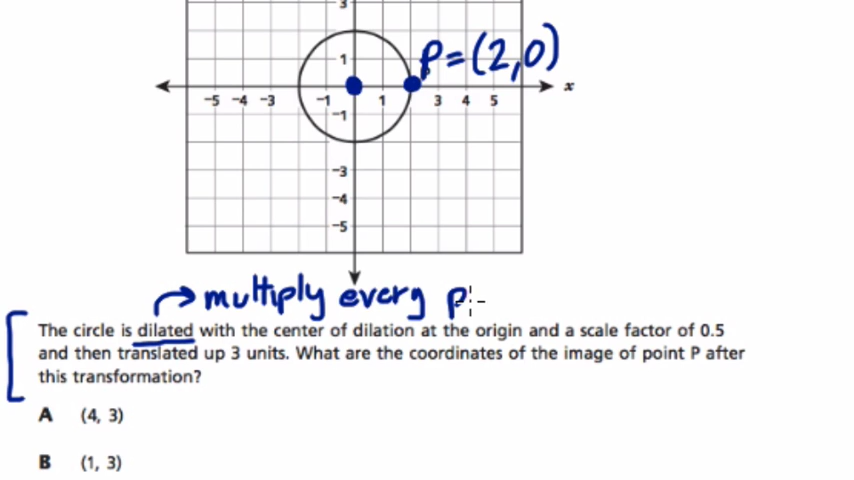 3
1
P=(2,0)
x
-5 -4 -3 -1 1 3 4 5
-1
-3
-4
-5
multiply every p
The circle is dilated with the center of dilation at the origin and a scale factor of 0.5
and then translated up 3 units. What are the coordinates of the image of point P after
this transformation?
A (4, 3)
B (1, 3)